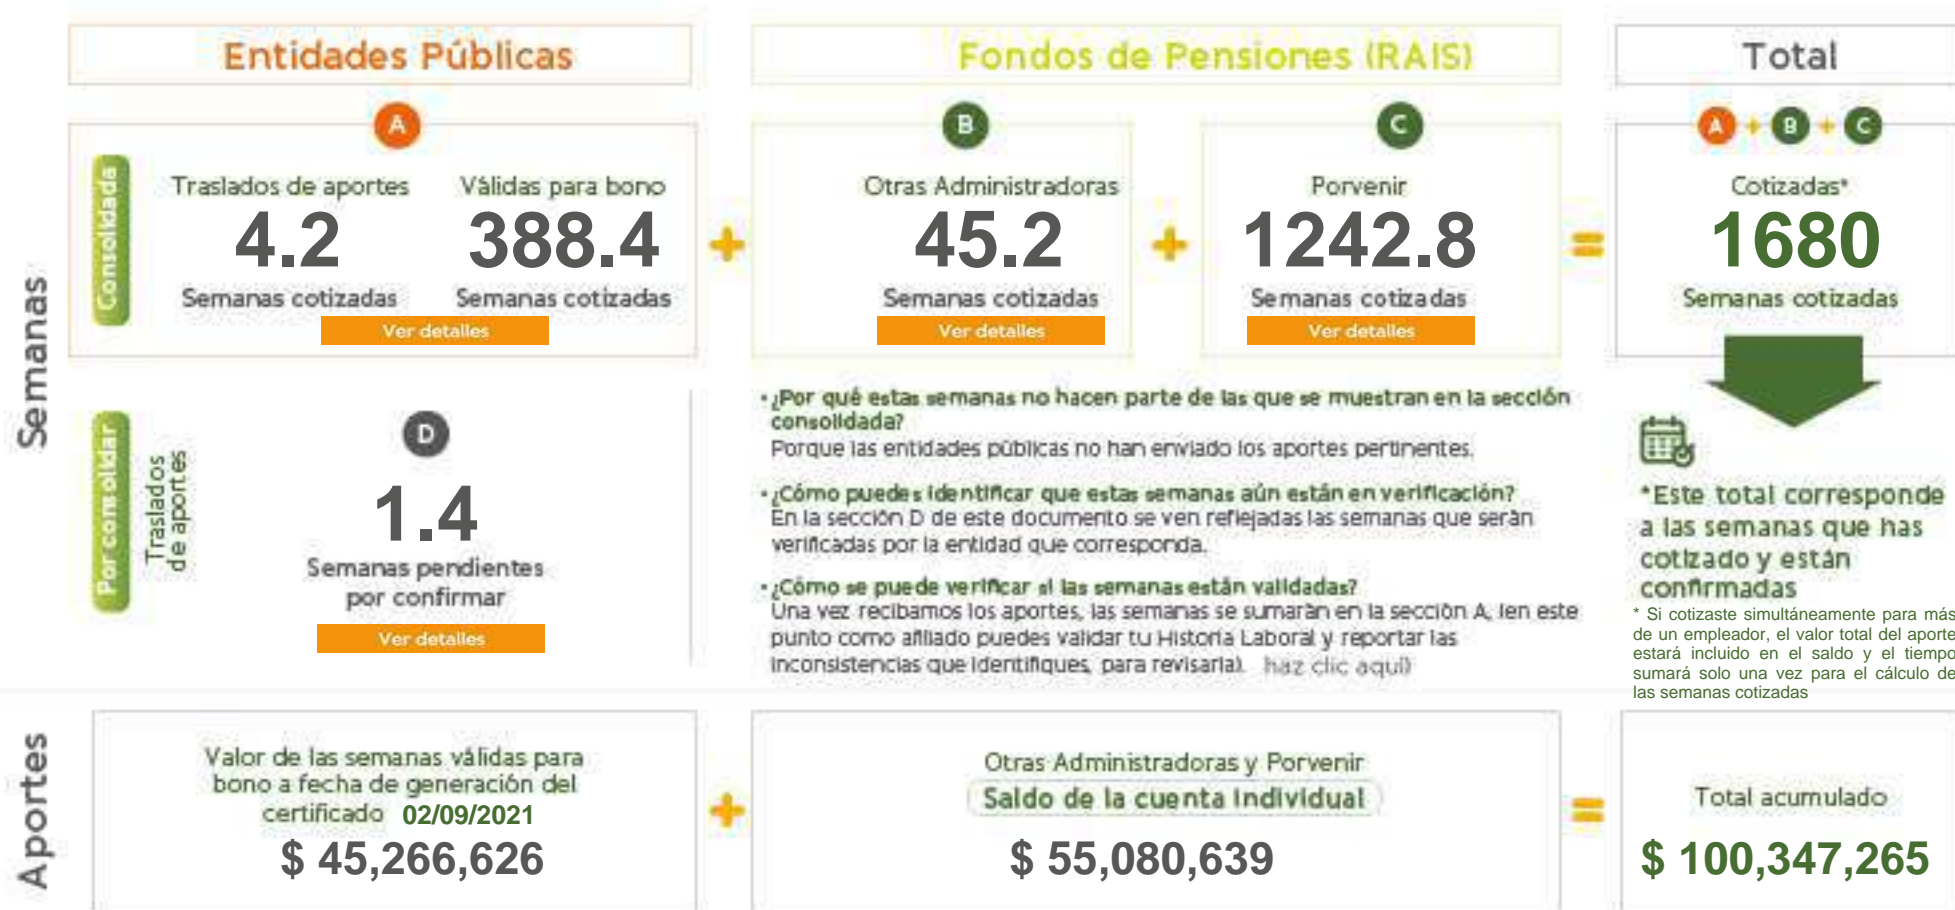 Entidades Públicas
Fondos de Pensiones (RAIS)
Total
Semanas
Consolidada
A
Traslados de aportes
4.2
Semanas cotizadas
Válidas para bono
388.4
Semanas cotizadas
Ver detalles
+
B
Otras Administradoras
45.2
Semanas cotizadas
Ver detalles
+
C
Porvenir
1242.8
Semanas cotizadas
Ver detalles
=
A + B + C
Cotizadas*
1680
Semanas cotizadas
Por consolidar
Traslados
de aportes
D
1.4
Semanas pendientes
por confirmar
Ver detalles
• ¿Por qué estas semanas no hacen parte de las que se muestran en la sección
consolidada?
Porque las entidades públicas no han enviado los aportes pertinentes.
• ¿Cómo puedes identificar que estas semanas aún están en verificación?
En la sección D de este documento se ven reflejadas las semanas que serán
verificadas por la entidad que corresponda.
• ¿Cómo se puede verificar si las semanas están validadas?
Una vez recibamos los aportes, las semanas se sumarán en la sección A, (en este
punto como afiliado puedes validar tu Historia Laboral y reportar las
inconsistencias que identifiques, para revisarla). haz clic aquí)
*Este total corresponde
a las semanas que has
cotizado y están
confirmadas
* Si cotizaste simultáneamente para más
de un empleador, el valor total del aporte
estará incluido en el saldo y el tiempo
sumará solo una vez para el cálculo de
las semanas cotizadas
Aportes
Valor de las semanas válidas para
bono a fecha de generación del
certificado 02/09/2021
$ 45,266,626
+
Otras Administradoras y Porvenir
Saldo de la cuenta Individual
$ 55,080,639
=
Total acumulado
$ 100,347,265